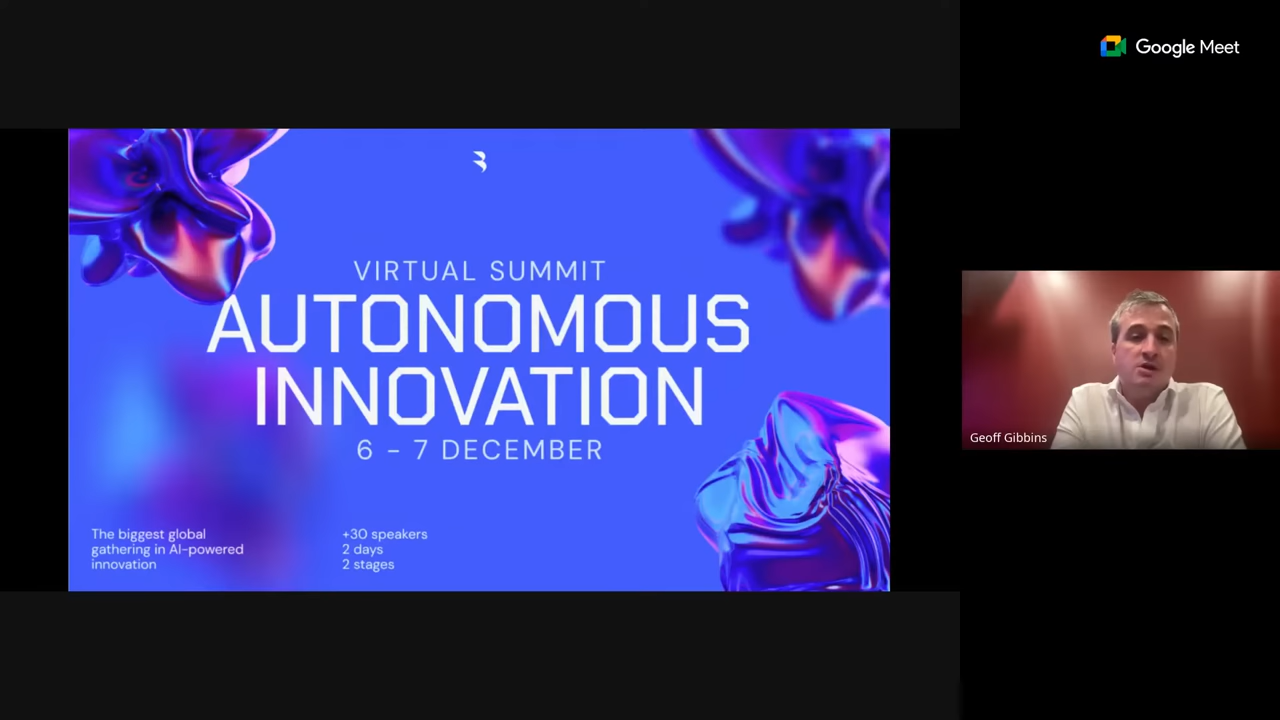 Google Meet
VIRTUAL SUMMIT
AUTONOMOUS
INNOVATION
6 – 7 DECEMBER
The biggest global
gathering in AI-powered
innovation
+30 speakers
2 days
2 stages
Geoff Gibbins